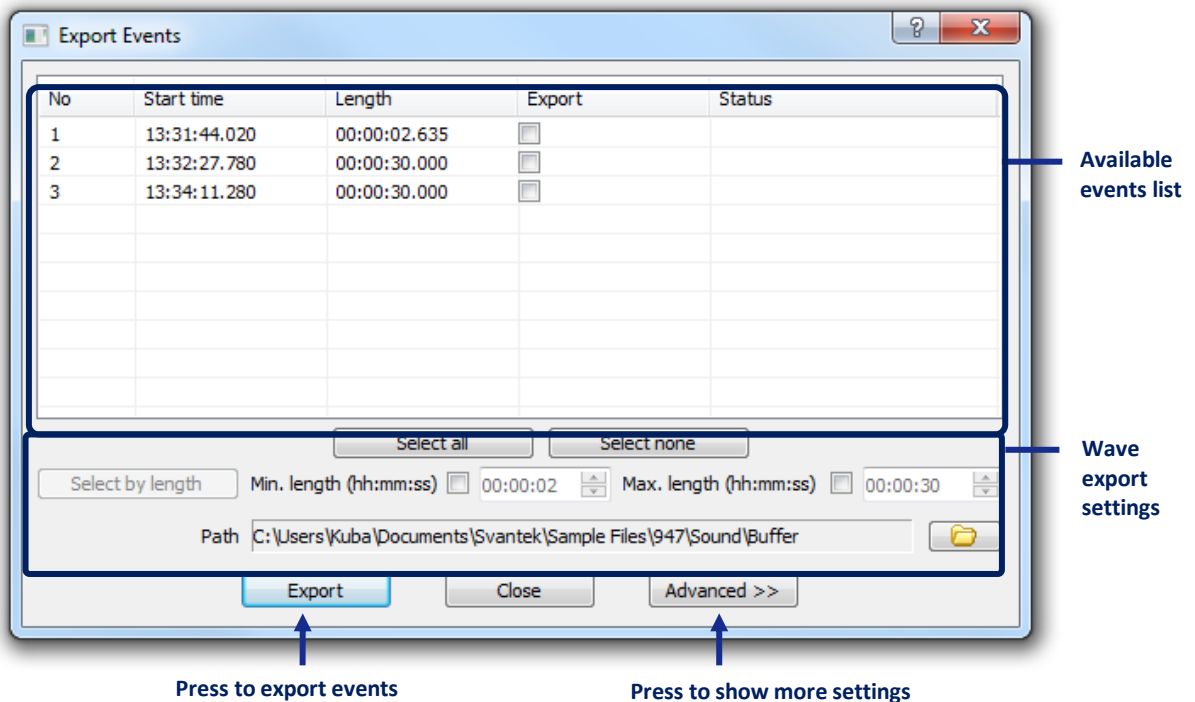 Export Events
No Start time Length Export Status
1 13:31:44.020 00:00:02.635
2 13:32:27.780 00:00:30.000
3 13:34:11.280 00:00:30.000
Available
events list
Select all Select none
Wave
export
settings
Select by length Min. length (hh:mm:ss) 00:00:02 Max. length (hh:mm:ss) 00:00:30
Path C:\Users\Kuba\Documents\Svantek\Sample Files\947\Sound\Buffer
Export Close Advanced >>
Press to export events Press to show more settings